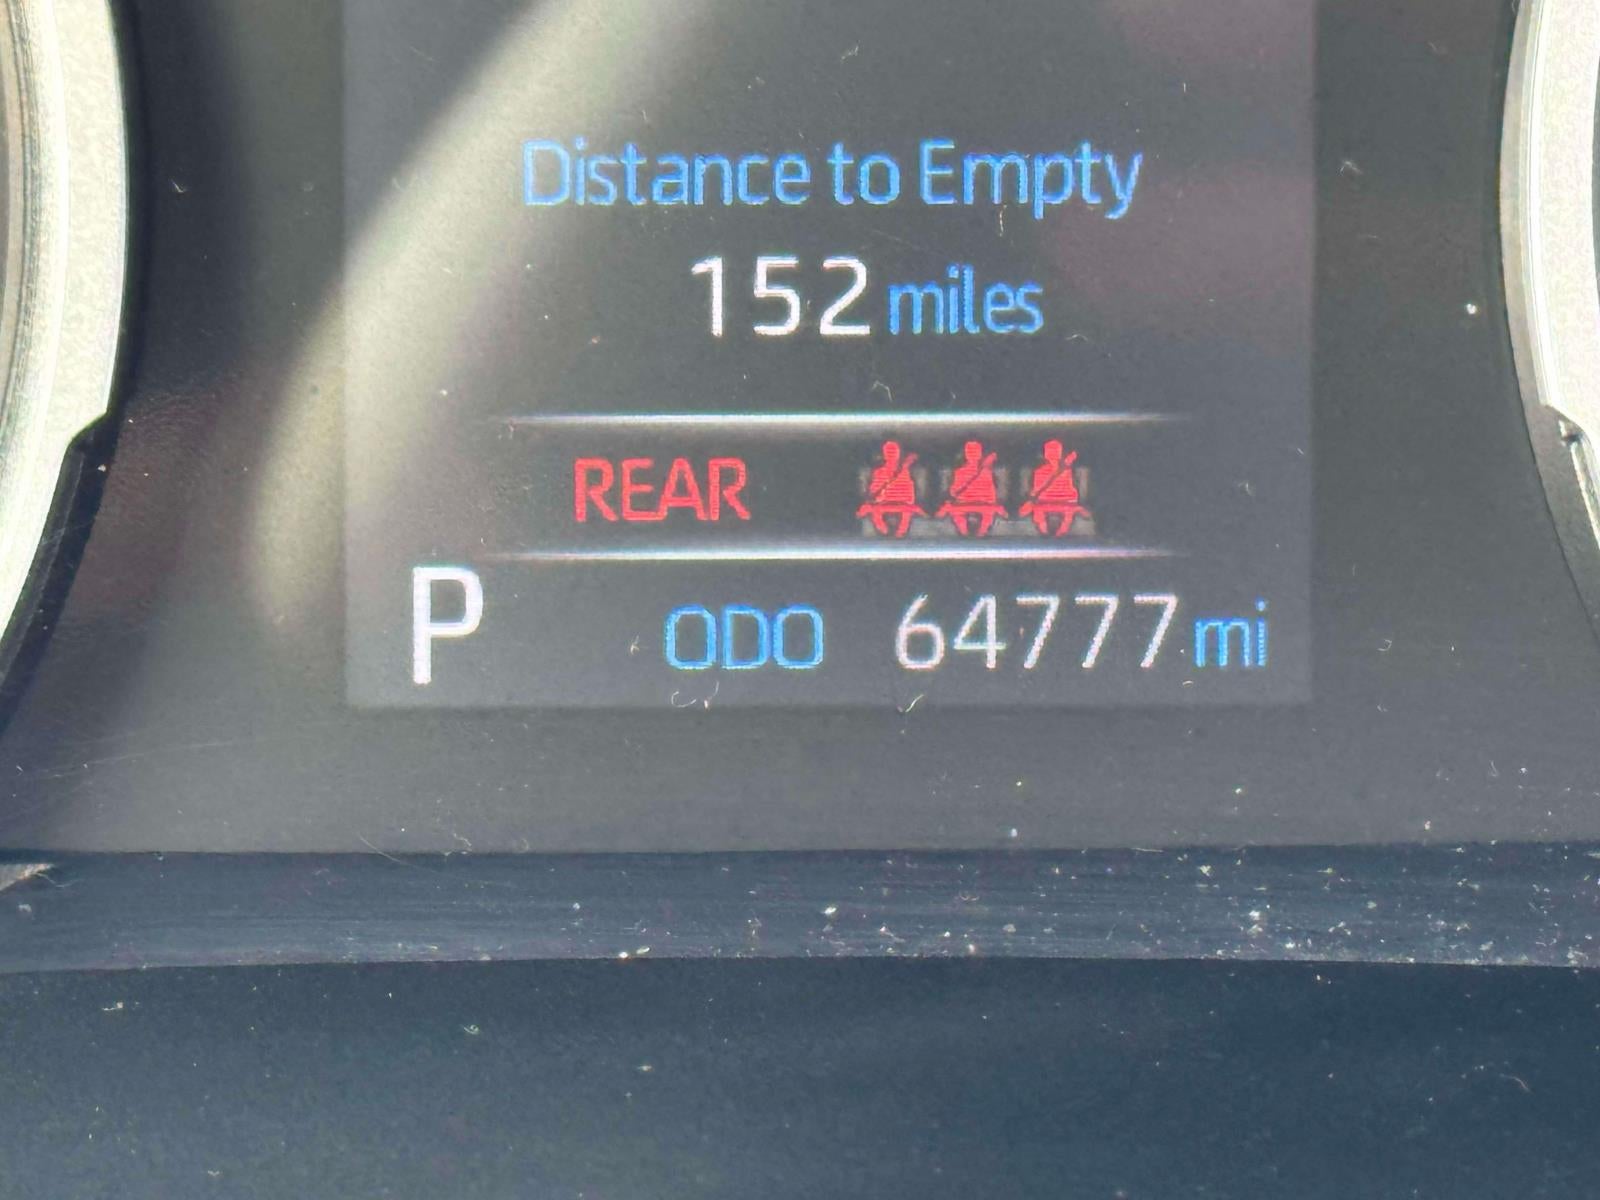 Distance to Empty
152 miles
REAR
P ODO 64777 mi